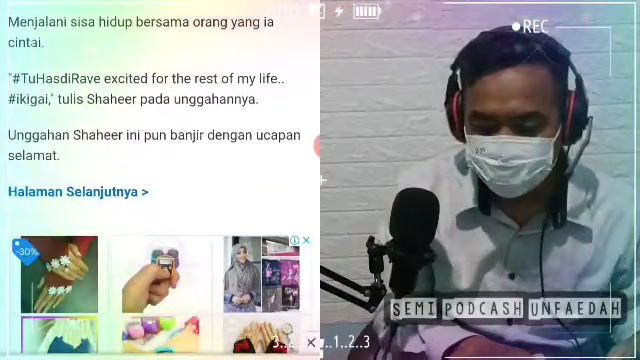 Menjalani sisa hidup bersama orang yang ia
cintai.
"#TuHasdiRave excited for the rest of my life..
#ikigai," tulis Shaheer pada unggahannya.
Unggahan Shaheer ini pun banjir dengan ucapan
selamat.
Halaman Selanjutnya >
-30%
REC
SEMI PODCASH UNFAEDAH